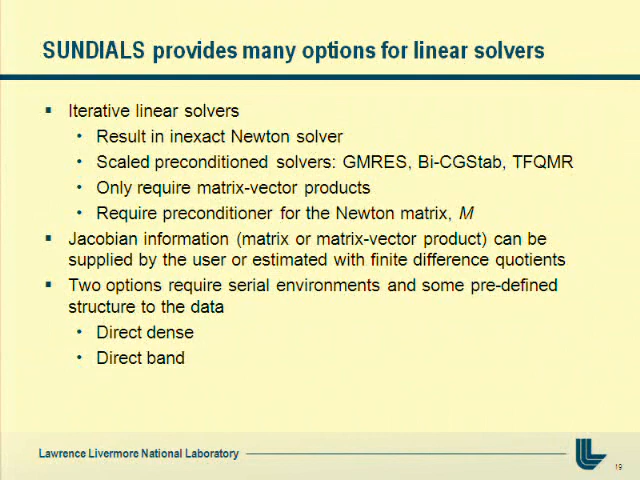 SUNDIALS provides many options for linear solvers
▪ Iterative linear solvers
• Result in inexact Newton solver
• Scaled preconditioned solvers: GMRES, Bi-CGStab, TFQMR
• Only require matrix-vector products
• Require preconditioner for the Newton matrix, M
▪ Jacobian information (matrix or matrix-vector product) can be
supplied by the user or estimated with finite difference quotients
▪ Two options require serial environments and some pre-defined
structure to the data
• Direct dense
• Direct band
Lawrence Livermore National Laboratory
19